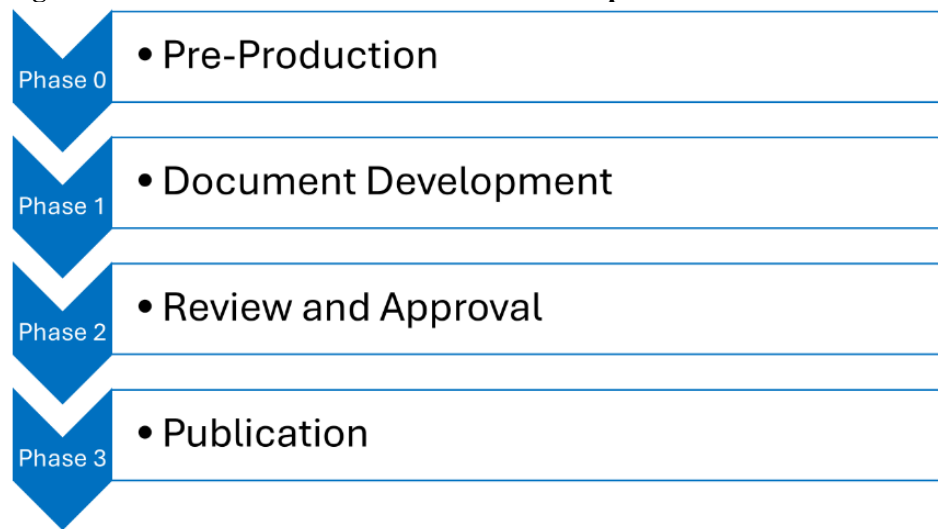 Phase 0
• Pre-Production
Phase 1
• Document Development
Phase 2
• Review and Approval
Phase 3
• Publication